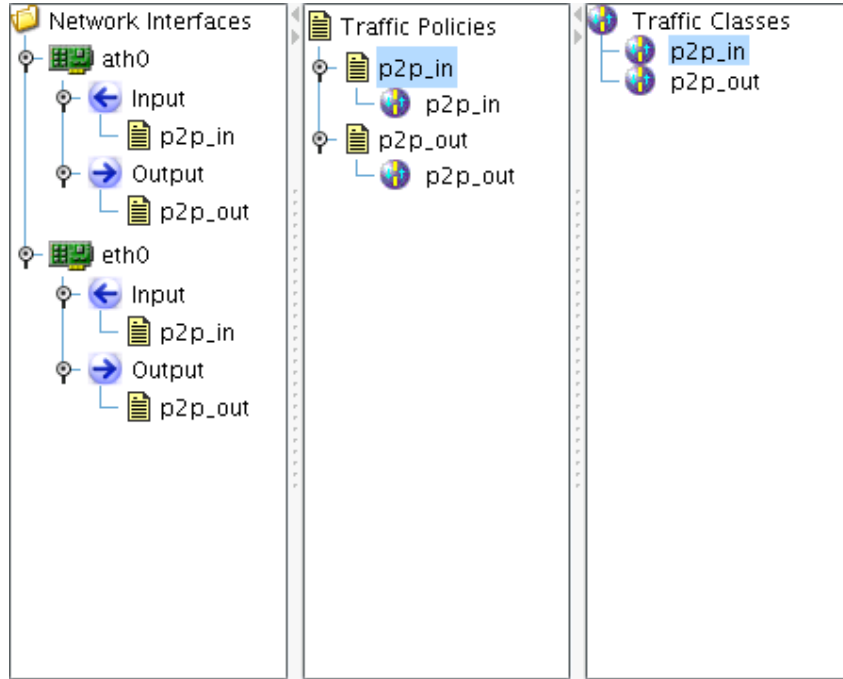 Network Interfaces
ath0
Input
p2p_in
Output
p2p_out
eth0
Input
p2p_in
Output
p2p_out
Traffic Policies
p2p_in
p2p_in
p2p_out
p2p_out
Traffic Classes
p2p_in
p2p_out